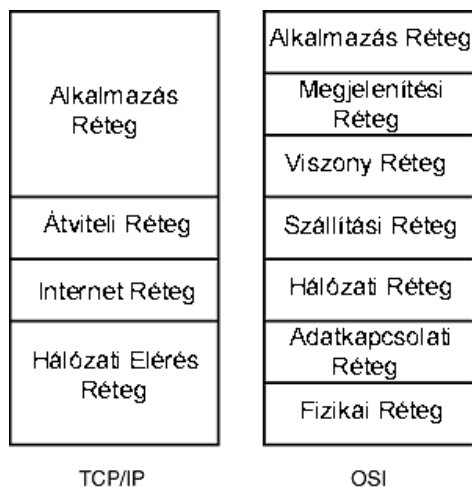 Alkalmazás
Réteg
Átviteli Réteg
Internet Réteg
Hálózati Elérés
Réteg
TCP/IP
Alkalmazás Réteg
Megjelenítési
Réteg
Viszony Réteg
Szállítási Réteg
Hálózati Réteg
Adatkapcsolati
Réteg
Fizikai Réteg
OSI